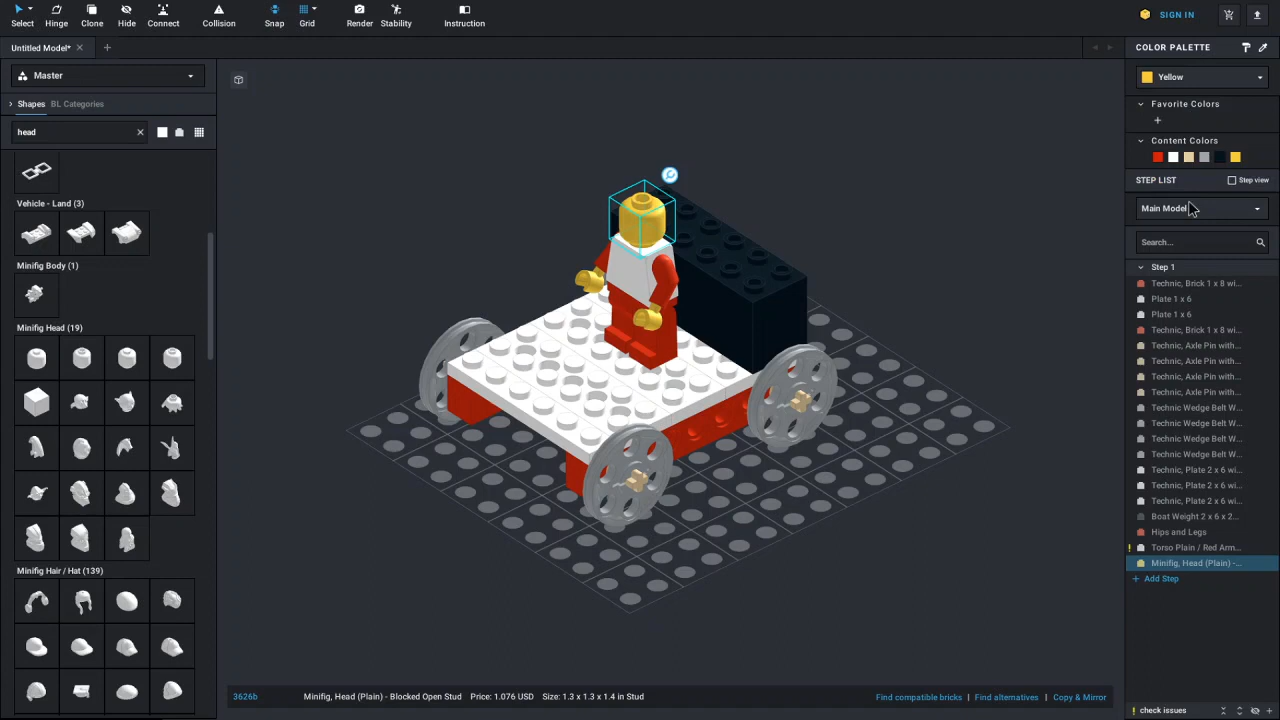 Select
Hinge
Clone
Hide
Connect
Collision
Snap
Grid
Render
Stability
Instruction
SIGN IN
Untitled Model*
Master
Shapes
BL Categories
head
Vehicle - Land (3)
Minifig Body (1)
Minifig Head (19)
Minifig Hair / Hat (139)
COLOR PALETTE
Yellow
Favorite Colors
Content Colors
STEP LIST
Step view
Main Model
Search...
Step 1
Technic, Brick 1 x 8 wi...
Plate 1 x 6
Plate 1 x 6
Technic, Brick 1 x 8 wi...
Technic, Axle Pin with...
Technic, Axle Pin with...
Technic, Axle Pin with...
Technic, Axle Pin with...
Technic Wedge Belt W...
Technic Wedge Belt W...
Technic Wedge Belt W...
Technic Wedge Belt W...
Technic, Plate 2 x 6 wi...
Technic, Plate 2 x 6 wi...
Technic, Plate 2 x 6 wi...
Boat Weight 2 x 6 x 2...
Hips and Legs
Torso Plain / Red Arm...
Minifig, Head (Plain) -...
+ Add Step
3626b
Minifig, Head (Plain) - Blocked Open Stud
Price: 1.076 USD
Size: 1.3 x 1.3 x 1.4 in Stud
Find compatible bricks | Find alternatives | Copy & Mirror
! check issues